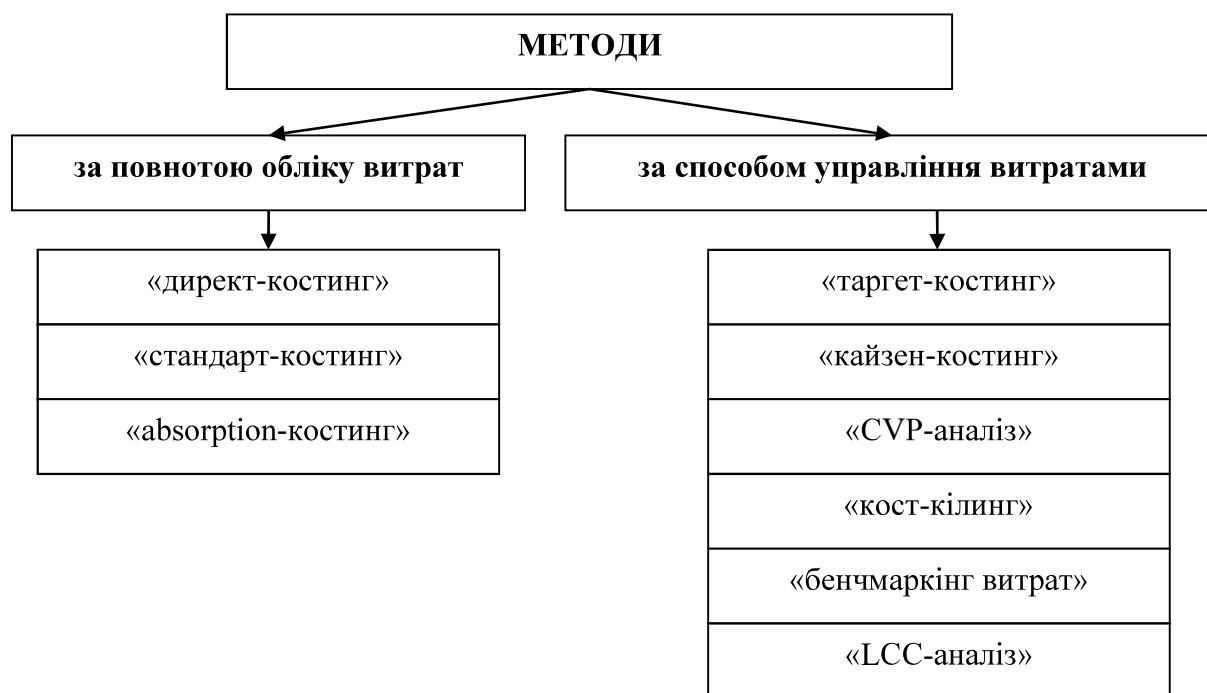 МЕТОДИ
за повнотою обліку витрат
«директ-костинг»
«стандарт-костинг»
«absorption-костинг»
за способом управління витратами
«таргет-костинг»
«кайзен-костинг»
«CVP-аналіз»
«кост-кілинг»
«бенчмаркінг витрат»
«LCC-аналіз»